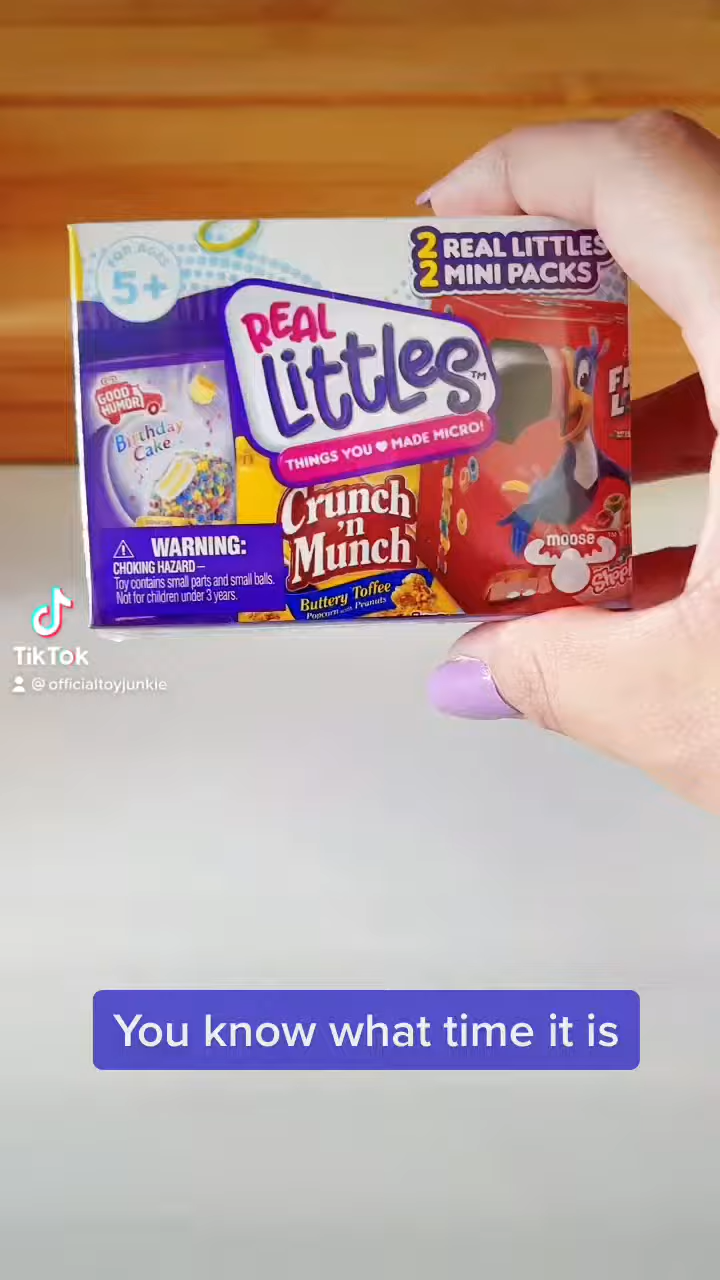 FOR AGES
5+
2 REAL LITTLES
2 MINI PACKS
REAL
LittleS™
THINGS YOU MADE MICRO!
GOOD
HUMOR
Birthday
Cake
Crunch
'n
Munch
Buttery Toffee
Popcorn with Peanuts
moose™
WARNING:
CHOKING HAZARD –
Toy contains small parts and small balls.
Not for children under 3 years.
TikTok
@officialtoyjunkie
You know what time it is